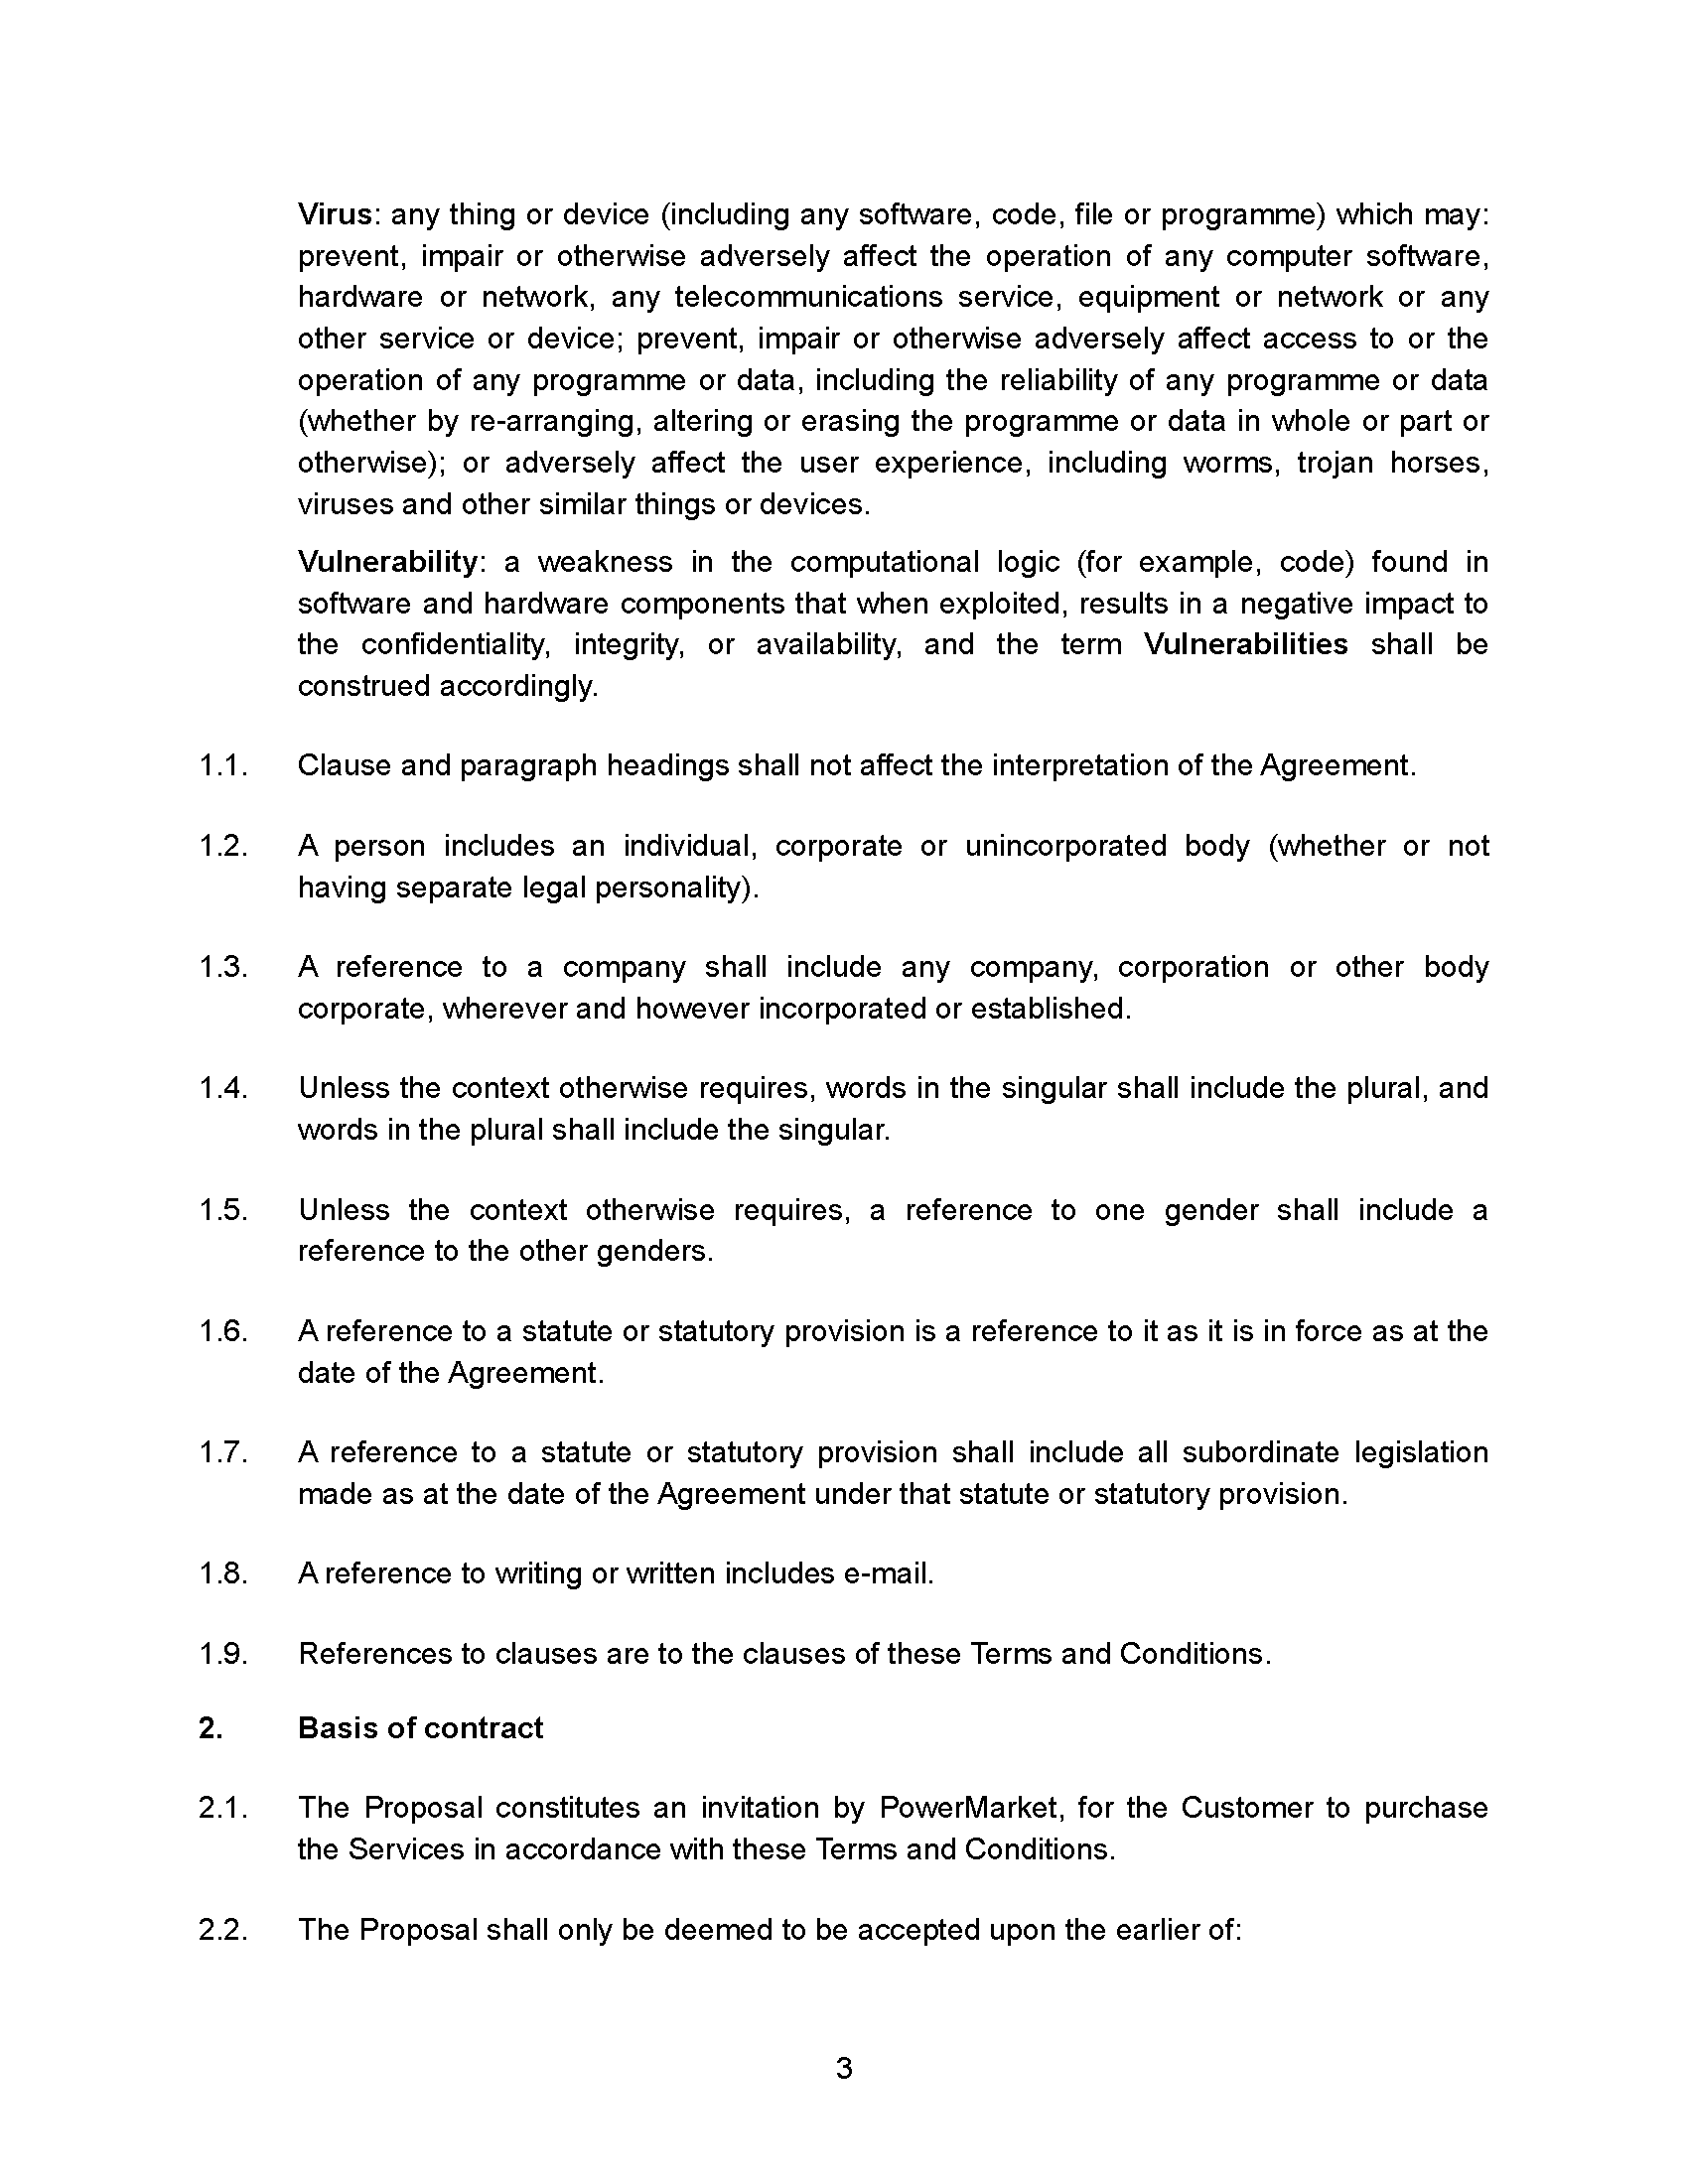 Virus: any thing or device (including any software, code, file or programme) which may:
prevent, impair or otherwise adversely affect the operation of any computer software,
hardware or network, any telecommunications service, equipment or network or any
other service or device; prevent, impair or otherwise adversely affect access to or the
operation of any programme or data, including the reliability of any programme or data
(whether by re-arranging, altering or erasing the programme or data in whole or part or
otherwise); or adversely affect the user experience, including worms, trojan horses,
viruses and other similar things or devices.
Vulnerability: a weakness in the computational logic (for example, code) found in
software and hardware components that when exploited, results in a negative impact to
the confidentiality, integrity, or availability, and the term Vulnerabilities shall be
construed accordingly.
1.1. Clause and paragraph headings shall not affect the interpretation of the Agreement.
1.2. A person includes an individual, corporate or unincorporated body (whether or not
having separate legal personality).
1.3. A reference to a company shall include any company, corporation or other body
corporate, wherever and however incorporated or established.
1.4. Unless the context otherwise requires, words in the singular shall include the plural, and
words in the plural shall include the singular.
1.5. Unless the context otherwise requires, a reference to one gender shall include a
reference to the other genders.
1.6. A reference to a statute or statutory provision is a reference to it as it is in force as at the
date of the Agreement.
1.7. A reference to a statute or statutory provision shall include all subordinate legislation
made as at the date of the Agreement under that statute or statutory provision.
1.8. A reference to writing or written includes e-mail.
1.9. References to clauses are to the clauses of these Terms and Conditions.
2. Basis of contract
2.1. The Proposal constitutes an invitation by PowerMarket, for the Customer to purchase
the Services in accordance with these Terms and Conditions.
2.2. The Proposal shall only be deemed to be accepted upon the earlier of:
3